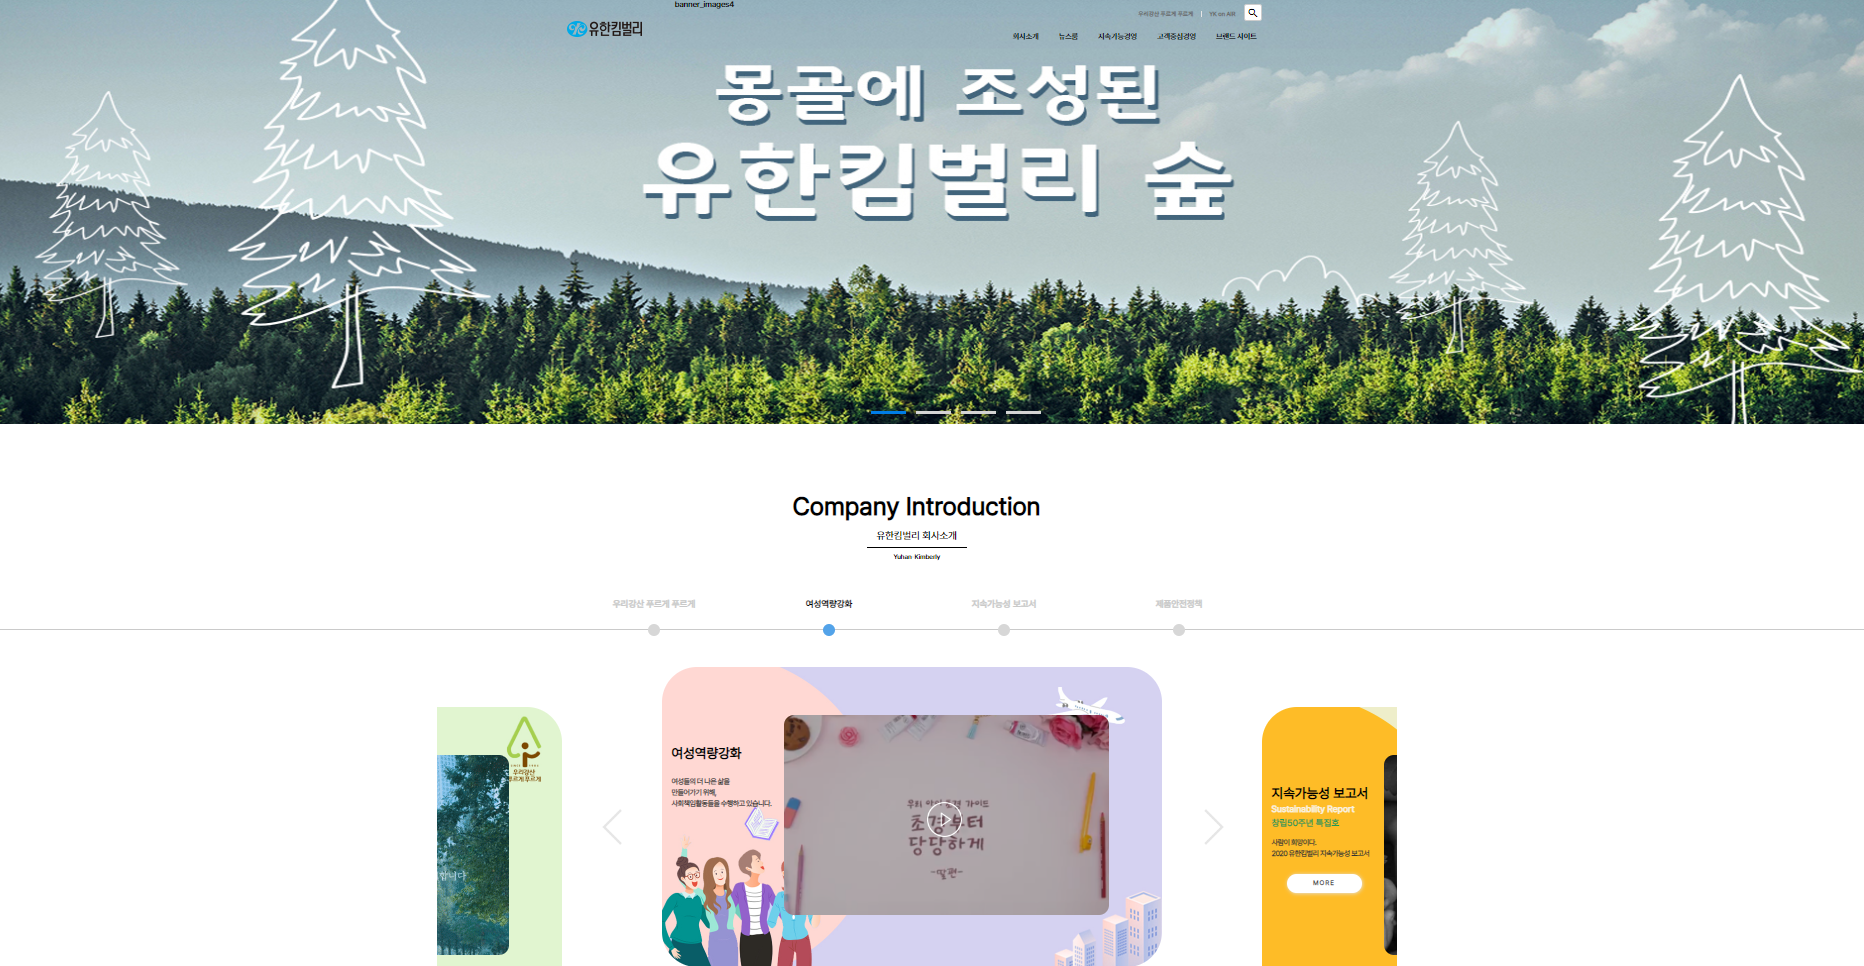 banner_images4
우리강산 푸르게 푸르게 | YK on AIR
유한킴벌리
회사소개 뉴스룸 지속가능경영 고객중심경영 브랜드 사이트
몽골에 조성된
유한킴벌리 숲
Company Introduction
유한킴벌리 회사소개
Yuhan-Kimberly
우리강산 푸르게 푸르게 여성역량강화 지속가능성 보고서 제품안전정책
우리강산
푸르게 푸르게
합니다
여성역량강화
여성들의 더 나은 삶을
만들어가기 위해,
사회책임활동들을 수행하고 있습니다.
우리 아이 초경 가이드
초경부터
당당하게
-딸편-
지속가능성 보고서
Sustainability Report
창립50주년 특집호
사람이 희망이다.
2020 유한킴벌리 지속가능성 보고서
MORE